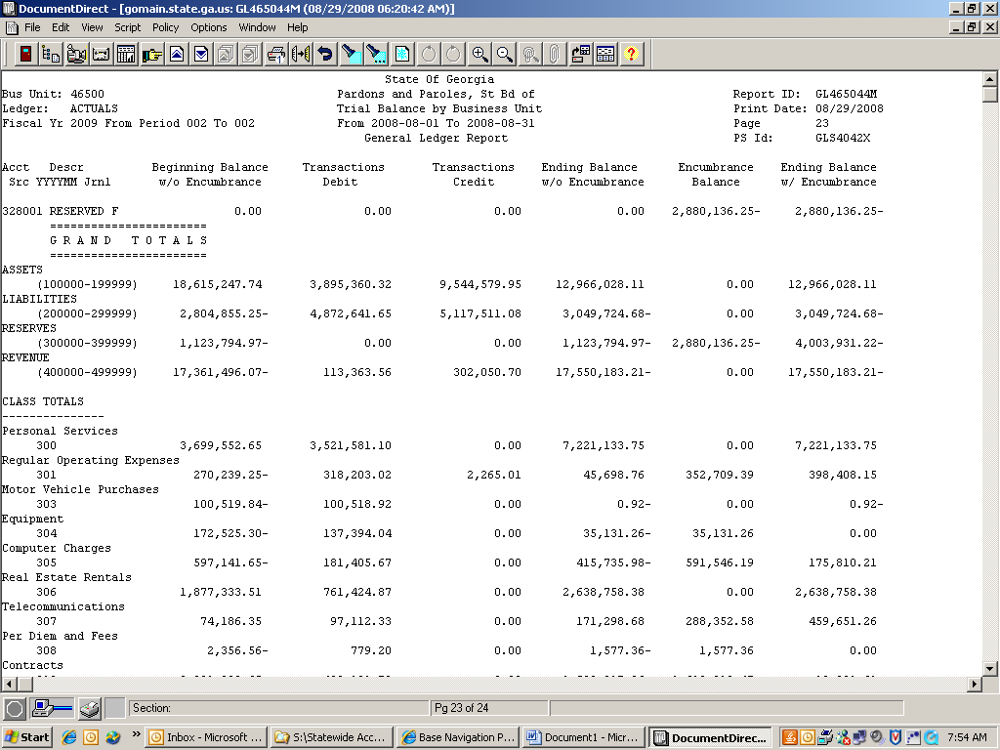 DocumentDirect - [gomain.state.ga.us: GL465044M (08/29/2008 06:20:42 AM)]
File Edit View Script Policy Options Window Help
State Of Georgia
Bus Unit: 46500 Pardons and Paroles, St Bd of Report ID: GL465044M
Ledger: ACTUALS Trial Balance by Business Unit Print Date: 08/29/2008
Fiscal Yr 2009 From Period 002 To 002 From 2008-08-01 To 2008-08-31 Page 23
General Ledger Report PS Id: GLS4042X
Acct Descr Beginning Balance Transactions Transactions Ending Balance Encumbrance Ending Balance
Src YYYYMM Jrnl w/o Encumbrance Debit Credit w/o Encumbrance Balance w/ Encumbrance
328001 RESERVED F 0.00 0.00 0.00 0.00 2,880,136.25- 2,880,136.25-
=======================
G R A N D T O T A L S
=======================
ASSETS
(100000-199999) 18,615,247.74 3,895,360.32 9,544,579.95 12,966,028.11 0.00 12,966,028.11
LIABILITIES
(200000-299999) 2,804,855.25- 4,872,641.65 5,117,511.08 3,049,724.68- 0.00 3,049,724.68-
RESERVES
(300000-399999) 1,123,794.97- 0.00 0.00 1,123,794.97- 2,880,136.25- 4,003,931.22-
REVENUE
(400000-499999) 17,361,496.07- 113,363.56 302,050.70 17,550,183.21- 0.00 17,550,183.21-
CLASS TOTALS
---------------
Personal Services
300 3,699,552.65 3,521,581.10 0.00 7,221,133.75 0.00 7,221,133.75
Regular Operating Expenses
301 270,239.25- 318,203.02 2,265.01 45,698.76 352,709.39 398,408.15
Motor Vehicle Purchases
303 100,519.84- 100,518.92 0.00 0.92- 0.00 0.92-
Equipment
304 172,525.30- 137,394.04 0.00 35,131.26- 35,131.26 0.00
Computer Charges
305 597,141.65- 181,405.67 0.00 415,735.98- 591,546.19 175,810.21
Real Estate Rentals
306 1,877,333.51 761,424.87 0.00 2,638,758.38 0.00 2,638,758.38
Telecommunications
307 74,186.35 97,112.33 0.00 171,298.68 288,352.58 459,651.26
Per Diem and Fees
308 2,356.56- 779.20 0.00 1,577.36- 1,577.36 0.00
Contracts
Section: Pg 23 of 24
Start Inbox - Microsoft ... S:\Statewide Acc... Base Navigation P... Document1 - Micr... DocumentDirec... 7:54 AM